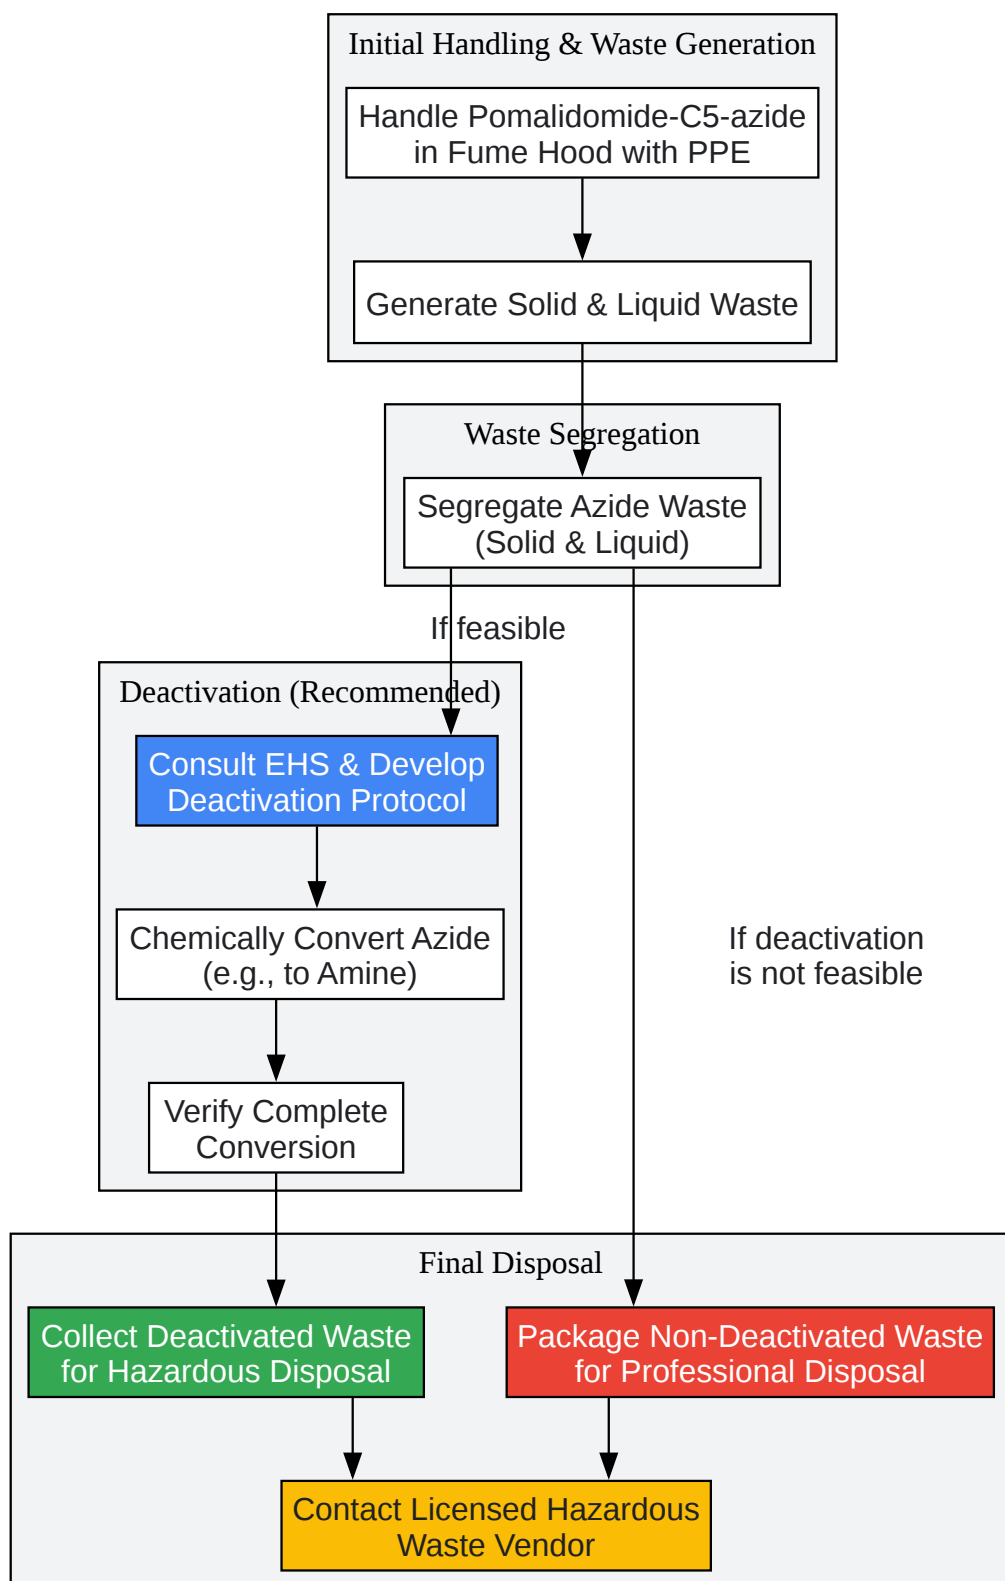 Initial Handling & Waste Generation
Handle Pomalidomide-C5-azide
in Fume Hood with PPE
Generate Solid & Liquid Waste
Waste Segregation
Segregate Azide Waste
(Solid & Liquid)
If feasible
Deactivation (Recommended)
Consult EHS & Develop
Deactivation Protocol
Chemically Convert Azide
(e.g., to Amine)
If deactivation
is not feasible
Verify Complete
Conversion
Final Disposal
Collect Deactivated Waste
for Hazardous Disposal
Package Non-Deactivated Waste
for Professional Disposal
Contact Licensed Hazardous
Waste Vendor